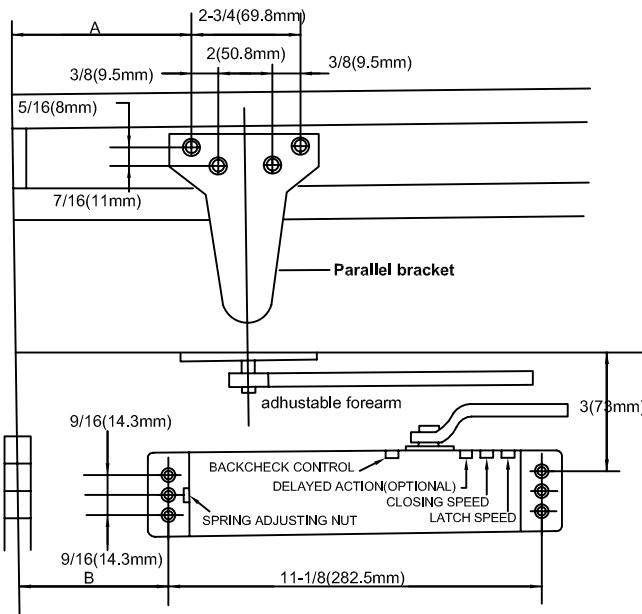 2-3/4(69.8mm)
A
2(50.8mm)
3/8(9.5mm)
3/8(9.5mm)
5/16(8mm)
7/16(11mm)
Parallel bracket
adhustable forearm
3(73mm)
9/16(14.3mm)
BACKCHECK CONTROL
DELAYED ACTION(OPTIONAL)
CLOSING SPEED
LATCH SPEED
SPRING ADJUSTING NUT
9/16(14.3mm)
B
11-1/8(282.5mm)